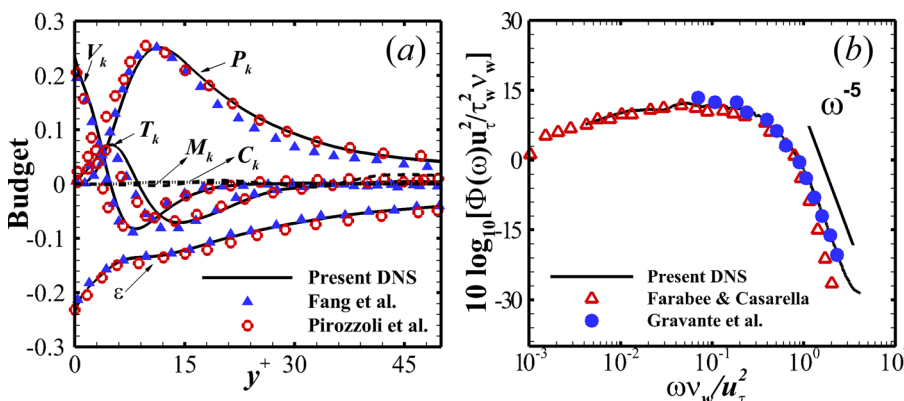 (a)
0.3
0.2
0.1
0
-0.1
-0.2
-0.3
Budget
V_k
P_k
T_k
M_k
C_k
ε
Present DNS
Fang et al.
Pirozzoli et al.
0 15 30 45
y^+
(b)
30
15
0
-15
-30
10 log_10[Φ(ω)u_τ^2/τ_w^2ν_w]
ω^-5
Present DNS
Farabee & Casarella
Gravante et al.
10^-3 10^-2 10^-1 10^0 10
ων_w/u_τ^2